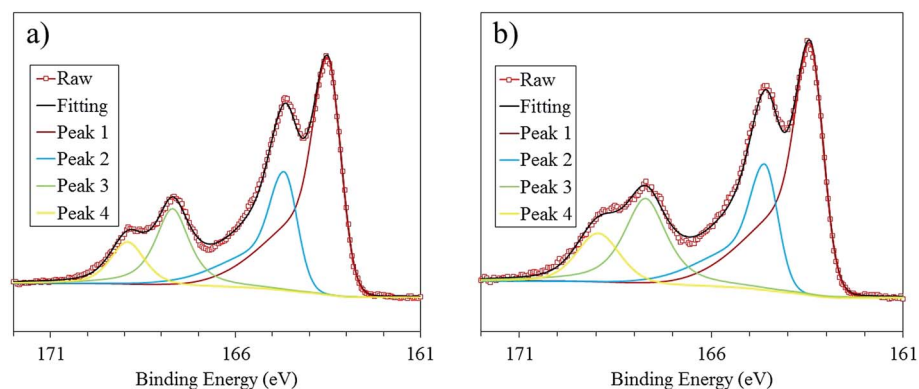 a)
Raw
Fitting
Peak 1
Peak 2
Peak 3
Peak 4
171
166
161
Binding Energy (eV)
b)
Raw
Fitting
Peak 1
Peak 2
Peak 3
Peak 4
171
166
161
Binding Energy (eV)